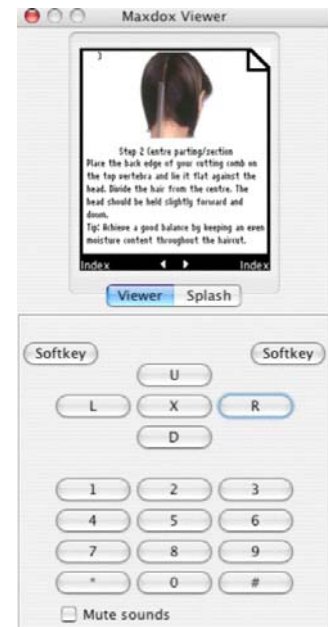 Maxdox Viewer
Step 2 Centre parting/section
Place the back edge of your cutting comb on
the top vertebra and lie it flat against the
head. Divide the hair from the centre. The
head should be held slightly forward and
down.
Tip: Achieve a good balance by keeping an even
moisture content throughout the haircut.
Index Index
Viewer Splash
Softkey Softkey
U
L X R
D
1 2 3
4 5 6
7 8 9
* 0 #
Mute sounds